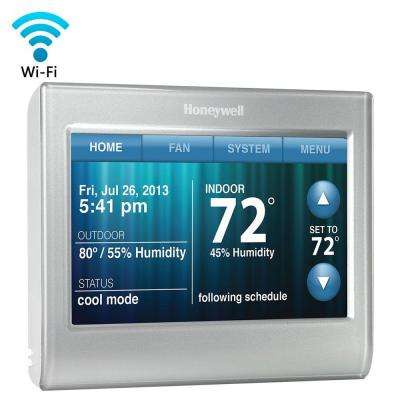 Wi-Fi
Honeywell
HOME FAN SYSTEM MENU
Fri, Jul 26, 2013
5:41 pm
OUTDOOR
80° / 55% Humidity
STATUS
cool mode
INDOOR
72°
45% Humidity
following schedule
SET TO
72°